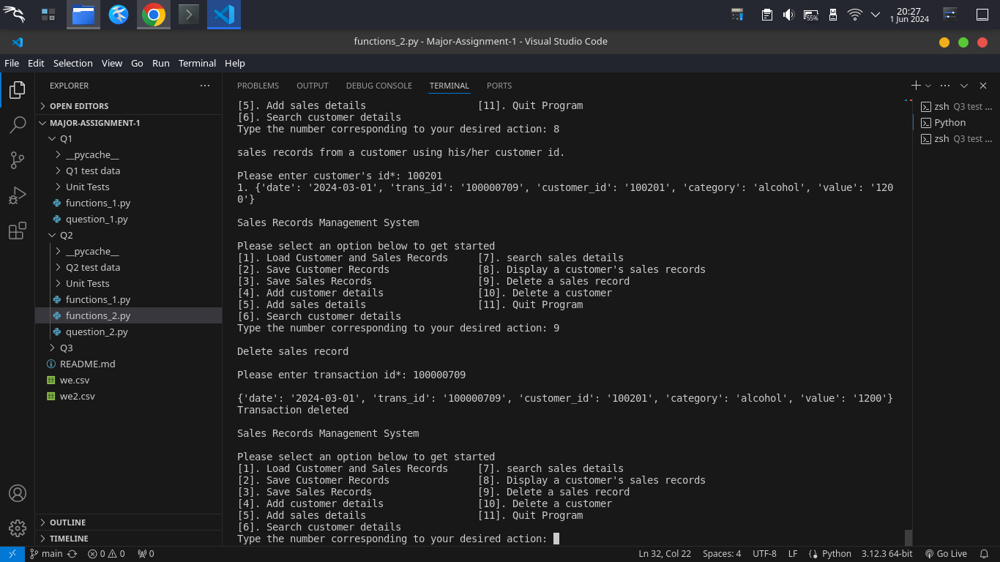 55%
20:27
1 Jun 2024
functions_2.py - Major-Assignment-1 - Visual Studio Code
File Edit Selection View Go Run Terminal Help
EXPLORER
OPEN EDITORS
MAJOR-ASSIGNMENT-1
Q1
__pycache__
Q1 test data
Unit Tests
functions_1.py
question_1.py
Q2
__pycache__
Q2 test data
Unit Tests
functions_1.py
functions_2.py
question_2.py
Q3
README.md
we.csv
we2.csv
OUTLINE
TIMELINE
PROBLEMS OUTPUT DEBUG CONSOLE TERMINAL PORTS
[5]. Add sales details [11]. Quit Program
[6]. Search customer details
Type the number corresponding to your desired action: 8
sales records from a customer using his/her customer id.
Please enter customer's id*: 100201
1. {'date': '2024-03-01', 'trans_id': '100000709', 'customer_id': '100201', 'category': 'alcohol', 'value': '120
0'}
Sales Records Management System
Please select an option below to get started
[1]. Load Customer and Sales Records [7]. search sales details
[2]. Save Customer Records [8]. Display a customer's sales records
[3]. Save Sales Records [9]. Delete a sales record
[4]. Add customer details [10]. Delete a customer
[5]. Add sales details [11]. Quit Program
[6]. Search customer details
Type the number corresponding to your desired action: 9
Delete sales record
Please enter transaction id*: 100000709
{'date': '2024-03-01', 'trans_id': '100000709', 'customer_id': '100201', 'category': 'alcohol', 'value': '1200'}
Transaction deleted
Sales Records Management System
Please select an option below to get started
[1]. Load Customer and Sales Records [7]. search sales details
[2]. Save Customer Records [8]. Display a customer's sales records
[3]. Save Sales Records [9]. Delete a sales record
[4]. Add customer details [10]. Delete a customer
[5]. Add sales details [11]. Quit Program
[6]. Search customer details
Type the number corresponding to your desired action:
zsh Q3 test ...
Python
zsh Q3 test ...
main 0 0 0 Ln 32, Col 22 Spaces: 4 UTF-8 LF Python 3.12.3 64-bit Go Live